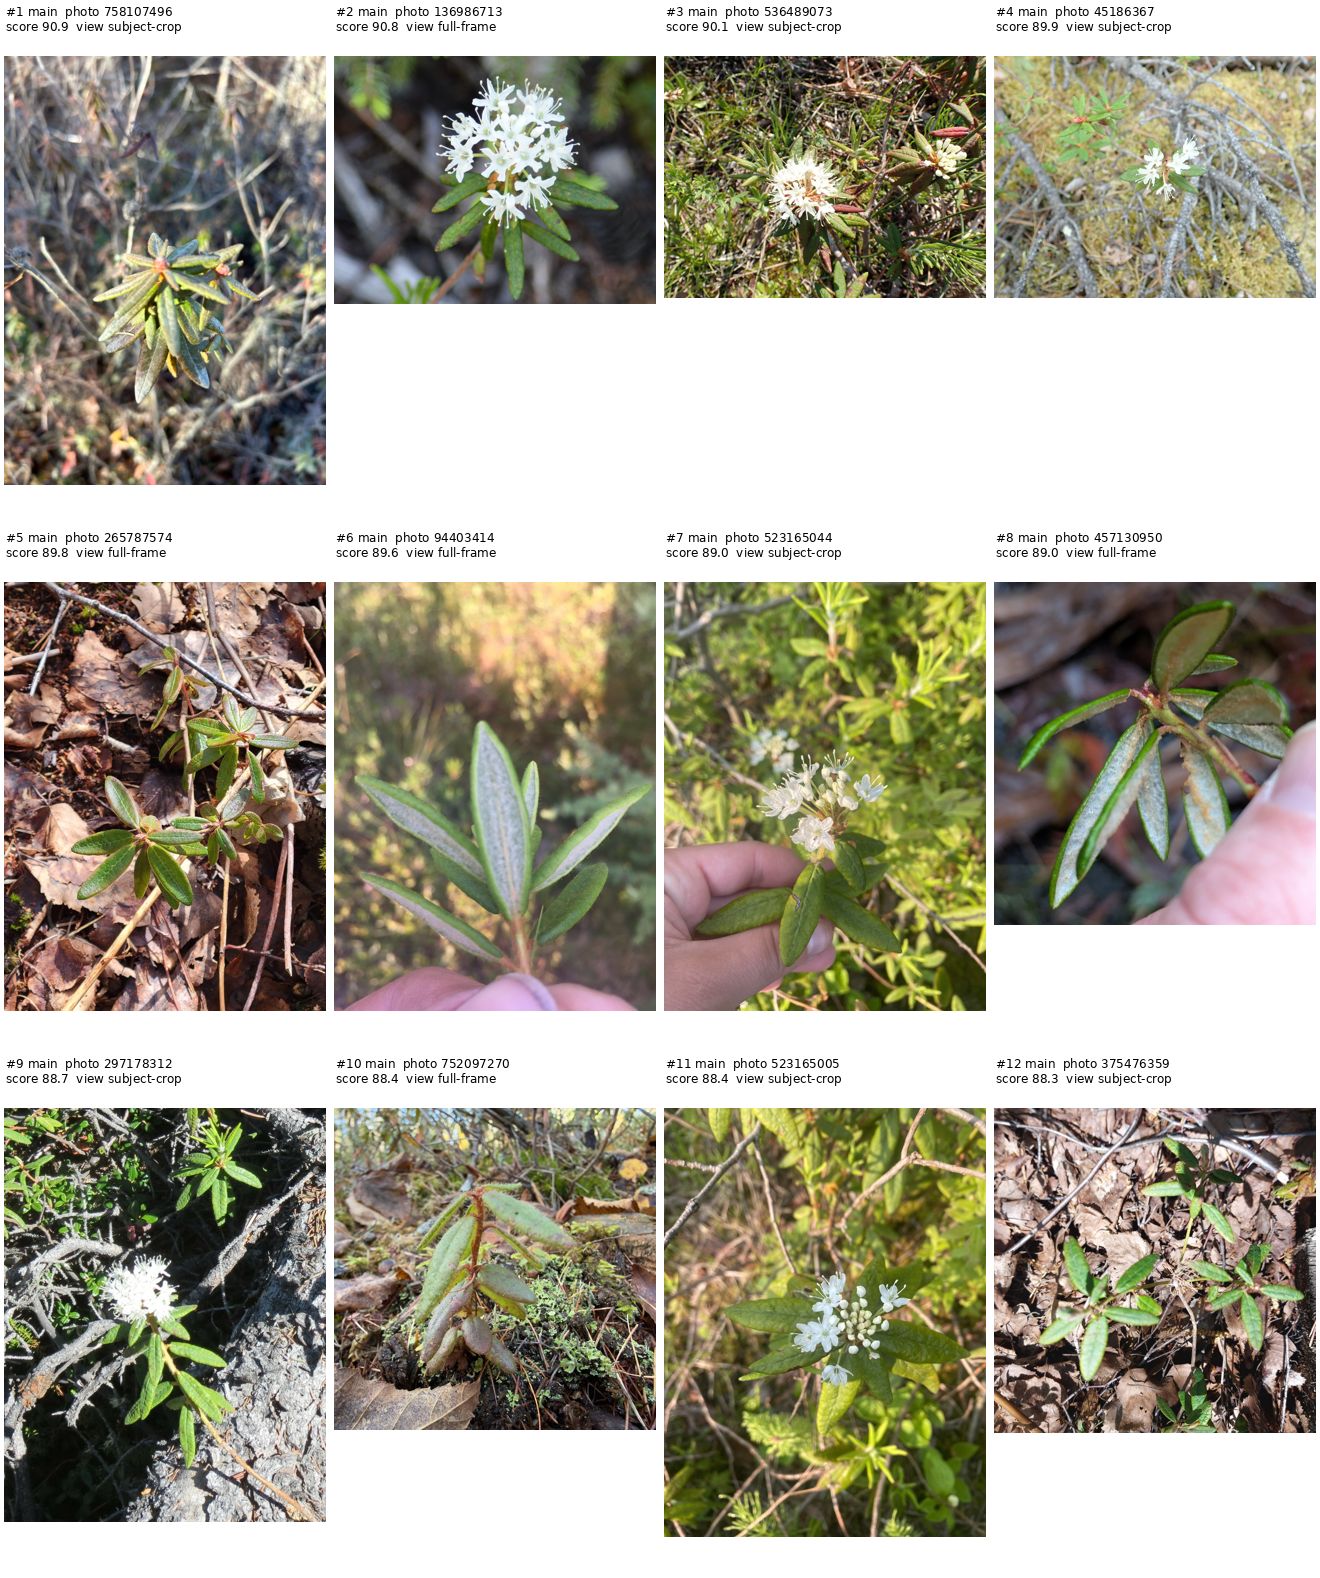 #1 main photo 758107496
score 90.9 view subject-crop
#2 main photo 136986713
score 90.8 view full-frame
#3 main photo 536489073
score 90.1 view subject-crop
#4 main photo 45186367
score 89.9 view subject-crop
#5 main photo 265787574
score 89.8 view full-frame
#6 main photo 94403414
score 89.6 view full-frame
#7 main photo 523165044
score 89.0 view subject-crop
#8 main photo 457130950
score 89.0 view full-frame
#9 main photo 297178312
score 88.7 view subject-crop
#10 main photo 752097270
score 88.4 view full-frame
#11 main photo 523165005
score 88.4 view subject-crop
#12 main photo 375476359
score 88.3 view subject-crop